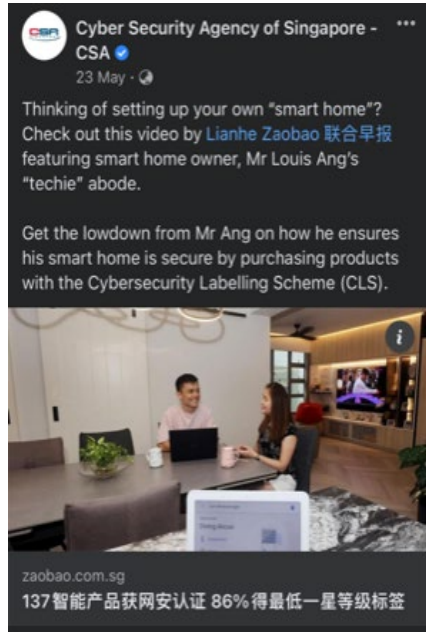 CSA
Cyber Security Agency of Singapore -
CSA
23 May ·
Thinking of setting up your own “smart home”?
Check out this video by Lianhe Zaobao 联合早报
featuring smart home owner, Mr Louis Ang’s
“techie” abode.
Get the lowdown from Mr Ang on how he ensures
his smart home is secure by purchasing products
with the Cybersecurity Labelling Scheme (CLS).
zaobao.com.sg
137智能产品获网安认证 86%得最低一星等级标签